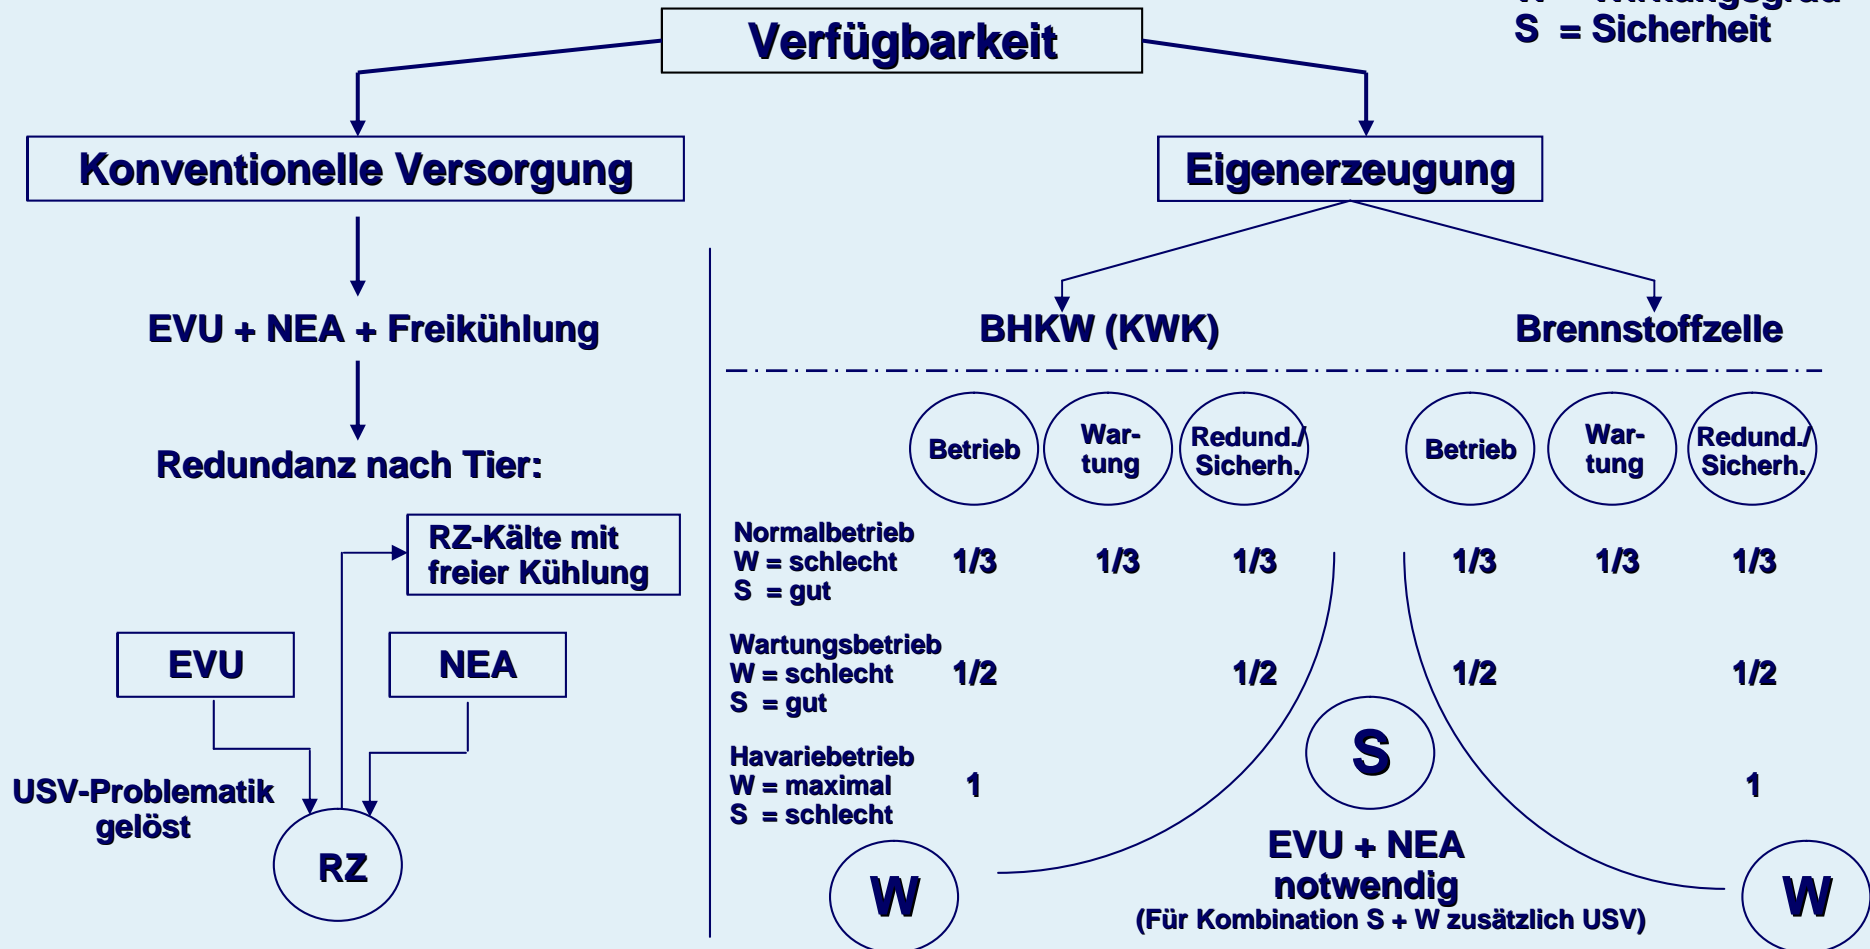 S = Sicherheit
Verfügbarkeit
Konventionelle Versorgung
Eigenerzeugung
EVU + NEA + Freikühlung
Redundanz nach Tier:
RZ-Kälte mit
freier Kühlung
EVU
NEA
USV-Problematik
gelöst
RZ
BHKW (KWK)
Brennstoffzelle
Betrieb
War-
tung
Redund./
Sicherh.
Betrieb
War-
tung
Redund./
Sicherh.
Normalbetrieb
W = schlecht 1/3 1/3 1/3 1/3 1/3 1/3
S = gut
Wartungsbetrieb
W = schlecht 1/2 1/2 1/2 1/2
S = gut
Havariebetrieb
W = maximal 1 1
S = schlecht
S
EVU + NEA
notwendig
(Für Kombination S + W zusätzlich USV)
W
W